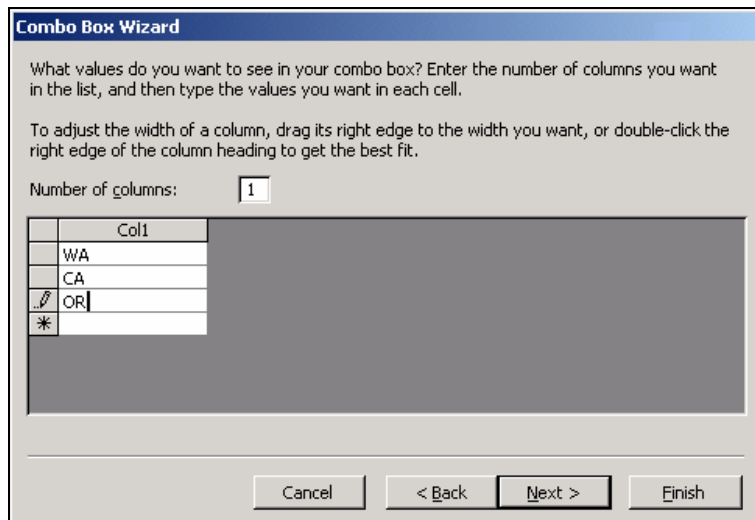 Combo Box Wizard
What values do you want to see in your combo box? Enter the number of columns you want
in the list, and then type the values you want in each cell.
To adjust the width of a column, drag its right edge to the width you want, or double-click the
right edge of the column heading to get the best fit.
Number of columns: 1
Col1
WA
CA
OR
Cancel < Back Next > Finish